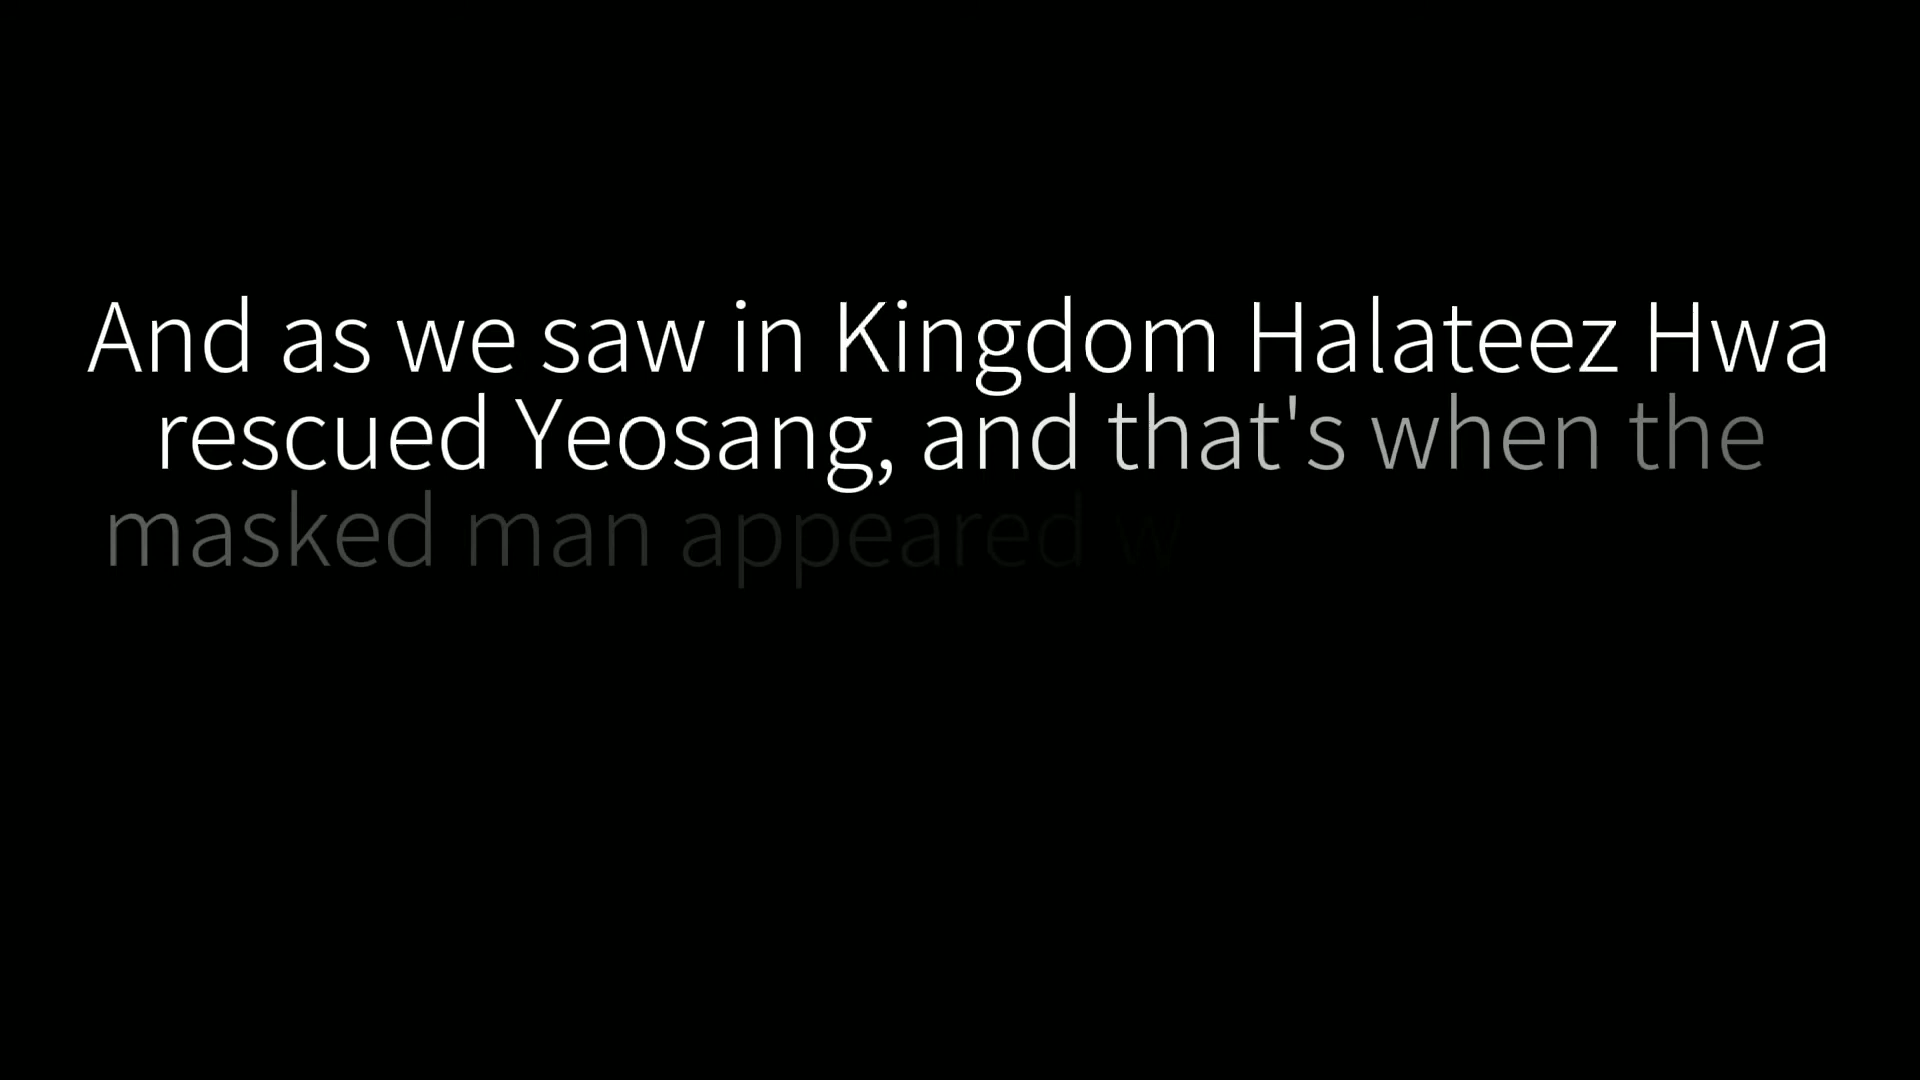 And as we saw in Kingdom Halateez Hwa
rescued Yeosang, and that's when the
masked man appeared w